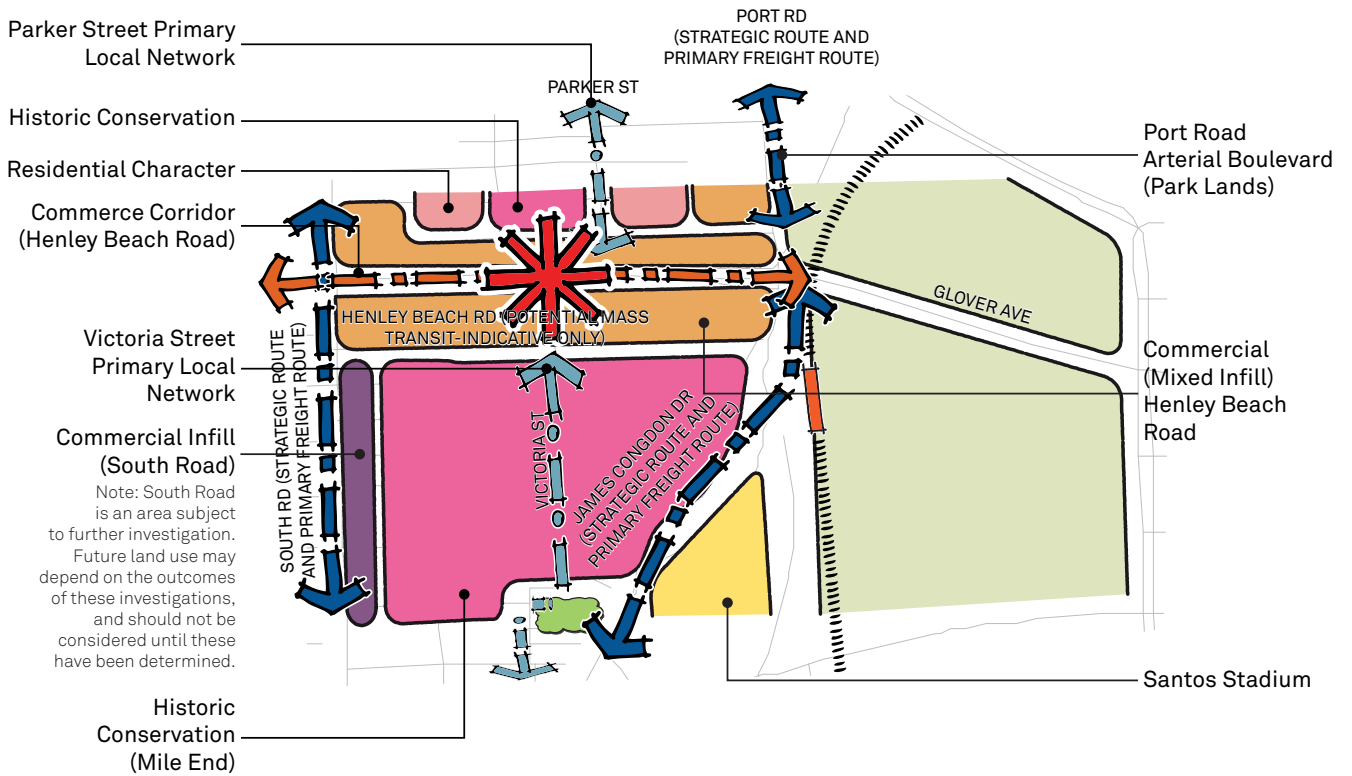 Parker Street Primary
Local Network
Historic Conservation
Residential Character
Commerce Corridor
(Henley Beach Road)
Victoria Street
Primary Local
Network
Commercial Infill
(South Road)
Note: South Road
is an area subject
to further investigation.
Future land use may
depend on the outcomes
of these investigations,
and should not be
considered until these
have been determined.
Historic
Conservation
(Mile End)
PARKER ST
PORT RD
(STRATEGIC ROUTE AND
PRIMARY FREIGHT ROUTE)
HENLEY BEACH RD (POTENTIAL MASS
TRANSIT-INDICATIVE ONLY)
SOUTH RD (STRATEGIC ROUTE
AND PRIMARY FREIGHT ROUTE)
VICTORIA ST
JAMES CONGDON DR
(STRATEGIC ROUTE AND
PRIMARY FREIGHT ROUTE)
GLOVER AVE
Port Road
Arterial Boulevard
(Park Lands)
Commercial
(Mixed Infill)
Henley Beach
Road
Santos Stadium